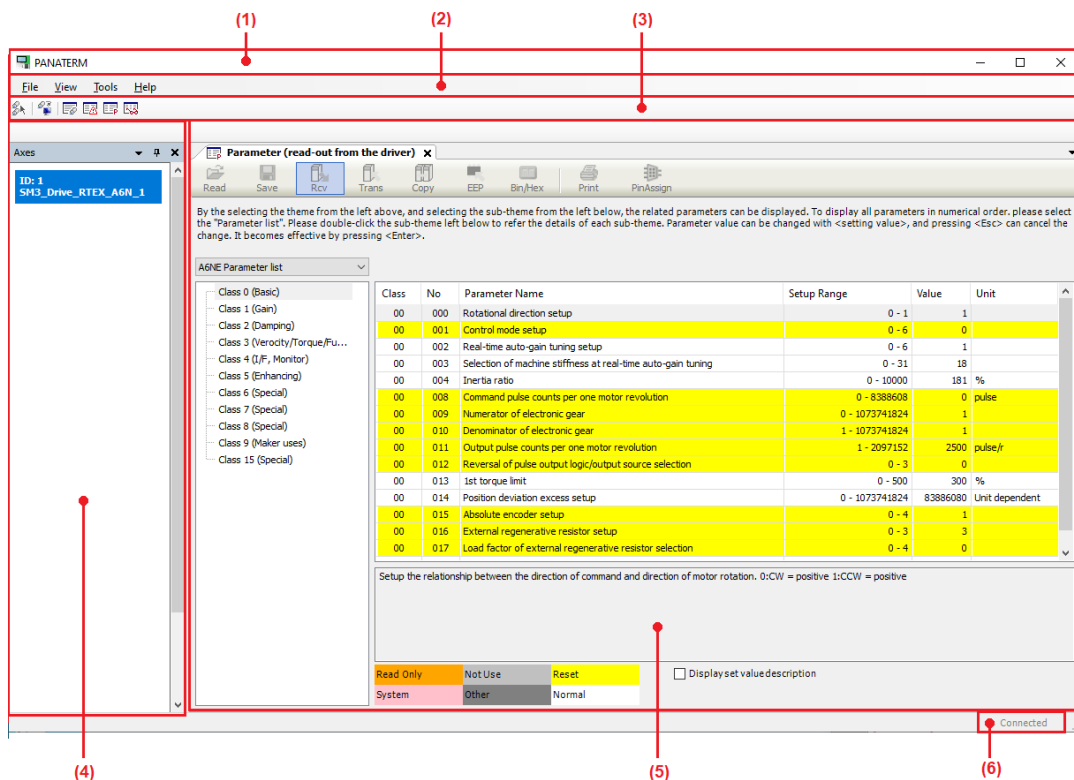 (1)
(2)
(3)
PANATERM
File View Tools Help
Axes
ID: 1
SM3_Drive_RTEX_A6N_1
Parameter (read-out from the driver)
Read Save Rcv Trans Copy EEP Bin/Hex Print PinAssign
By the selecting the theme from the left above, and selecting the sub-theme from the left below, the related parameters can be displayed. To display all parameters in numerical order. please select
the "Parameter list". Please double-click the sub-theme left below to refer the details of each sub-theme. Parameter value can be changed with <setting value>, and pressing <Esc> can cancel the
change. It becomes effective by pressing <Enter>.
A6NE Parameter list
Class 0 (Basic)
Class 1 (Gain)
Class 2 (Damping)
Class 3 (Verocity/Torque/Fu...
Class 4 (I/F, Monitor)
Class 5 (Enhancing)
Class 6 (Special)
Class 7 (Special)
Class 8 (Special)
Class 9 (Maker uses)
Class 15 (Special)
Class No Parameter Name Setup Range Value Unit
00 000 Rotational direction setup 0 - 1 1
00 001 Control mode setup 0 - 6 0
00 002 Real-time auto-gain tuning setup 0 - 6 1
00 003 Selection of machine stiffness at real-time auto-gain tuning 0 - 31 18
00 004 Inertia ratio 0 - 10000 181 %
00 008 Command pulse counts per one motor revolution 0 - 8388608 0 pulse
00 009 Numerator of electronic gear 0 - 1073741824 1
00 010 Denominator of electronic gear 1 - 1073741824 1
00 011 Output pulse counts per one motor revolution 1 - 2097152 2500 pulse/r
00 012 Reversal of pulse output logic/output source selection 0 - 3 0
00 013 1st torque limit 0 - 500 300 %
00 014 Position deviation excess setup 0 - 1073741824 83886080 Unit dependent
00 015 Absolute encoder setup 0 - 4 1
00 016 External regenerative resistor setup 0 - 3 3
00 017 Load factor of external regenerative resistor selection 0 - 4 0
Setup the relationship between the direction of command and direction of motor rotation. 0:CW = positive 1:CCW = positive
Read Only Not Use Reset
System Other Normal
Display set value description
Connected
(4)
(5)
(6)